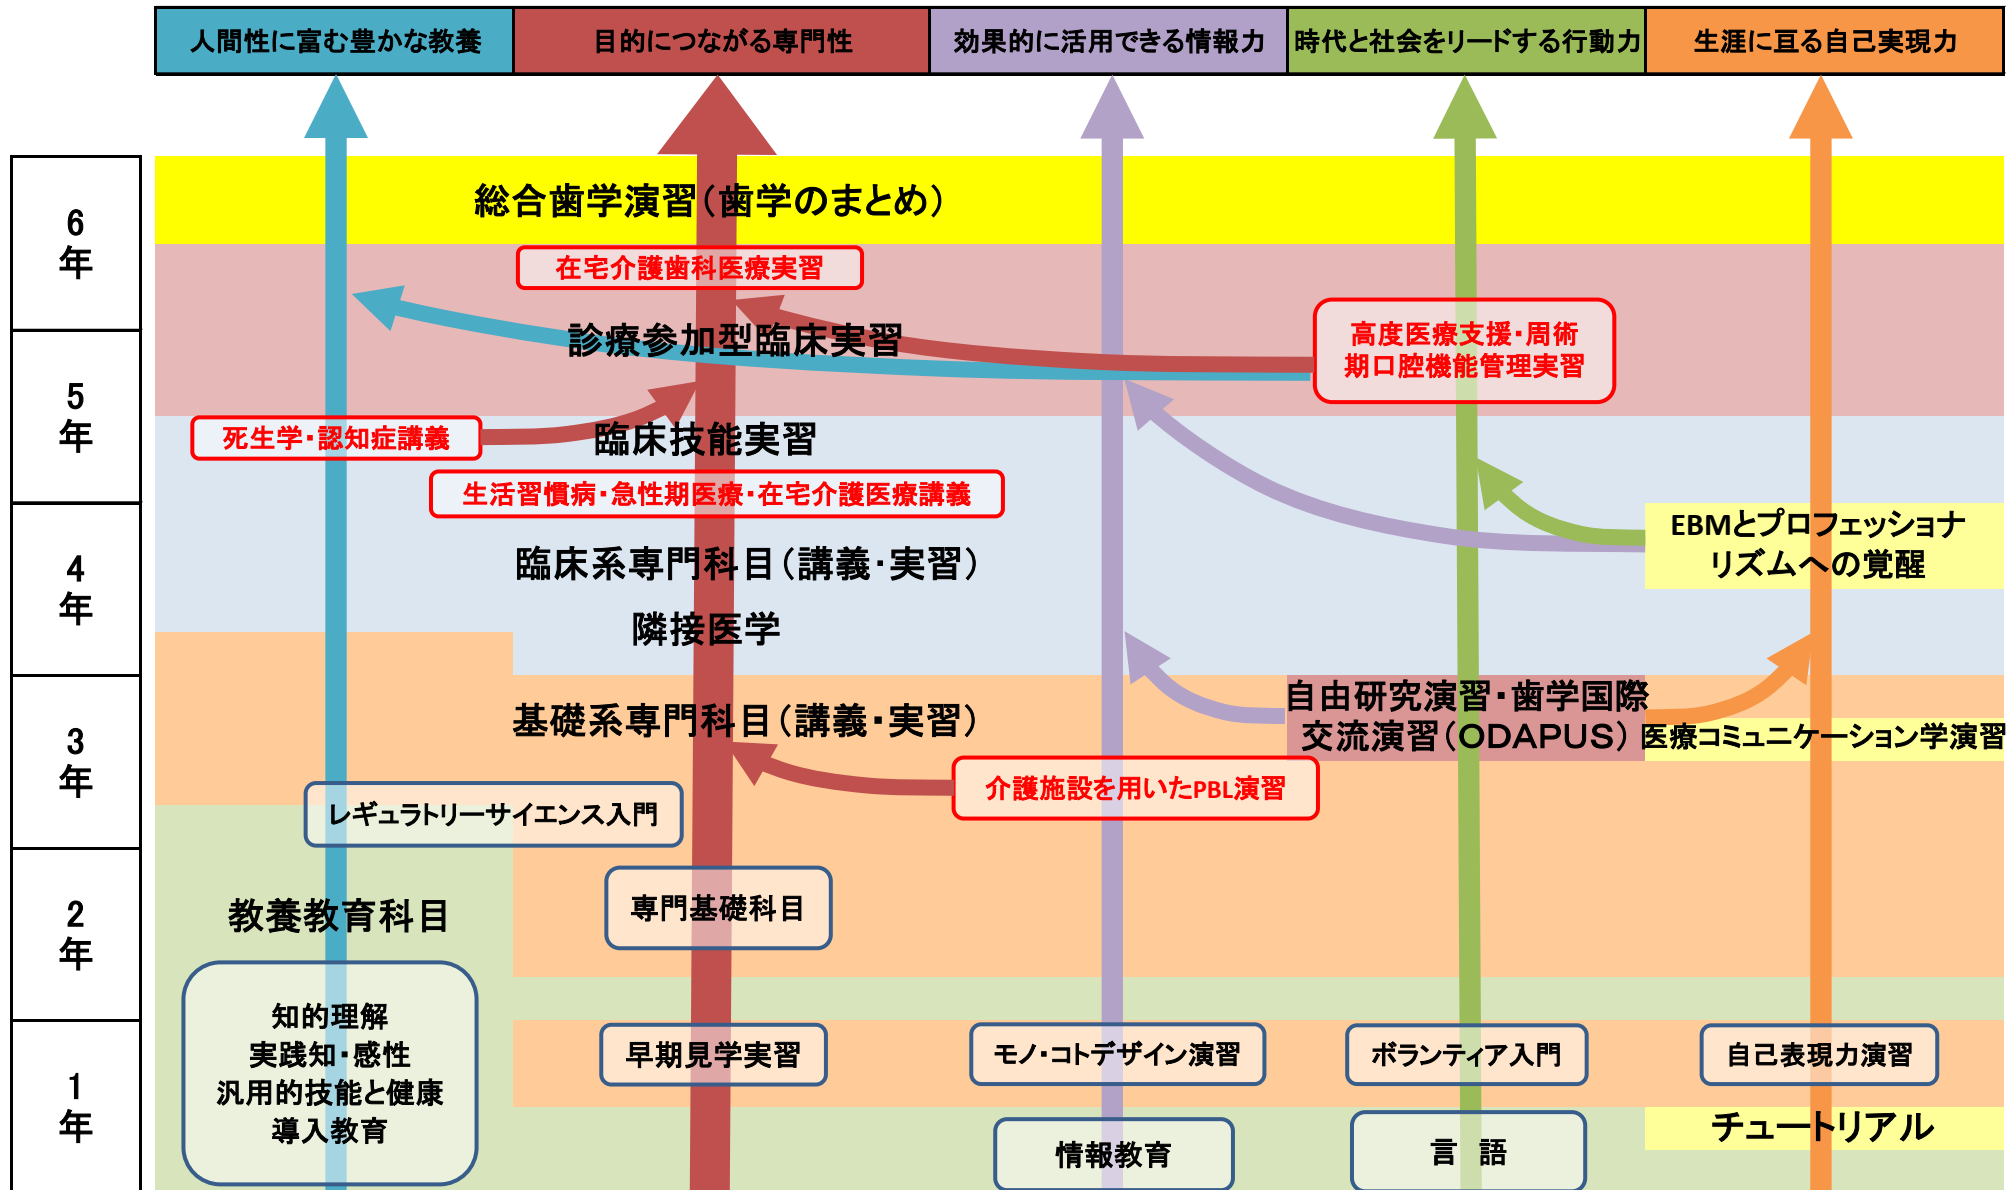 人間性に富む豊かな教養
目的につながる専門性
効果的に活用できる情報力
時代と社会をリードする行動力
生涯に亘る自己実現力
6
年
総合歯学演習(歯学のまとめ)
在宅介護歯科医療実習
診療参加型臨床実習
高度医療支援・周術
期口腔機能管理実習
5
年
死生学・認知症講義
臨床技能実習
生活習慣病・急性期医療・在宅介護医療講義
4
年
臨床系専門科目(講義・実習)
隣接医学
EBMとプロフェッショナ
リズムへの覚醒
3
年
基礎系専門科目(講義・実習)
自由研究演習・歯学国際
交流演習(ODAPUS)
医療コミュニケーション学演習
介護施設を用いたPBL演習
レギュラトリーサイエンス入門
2
年
教養教育科目
専門基礎科目
知的理解
実践知・感性
汎用的技能と健康
導入教育
1
年
早期見学実習
モノ・コトデザイン演習
ボランティア入門
自己表現力演習
チュートリアル
情報教育
言 語